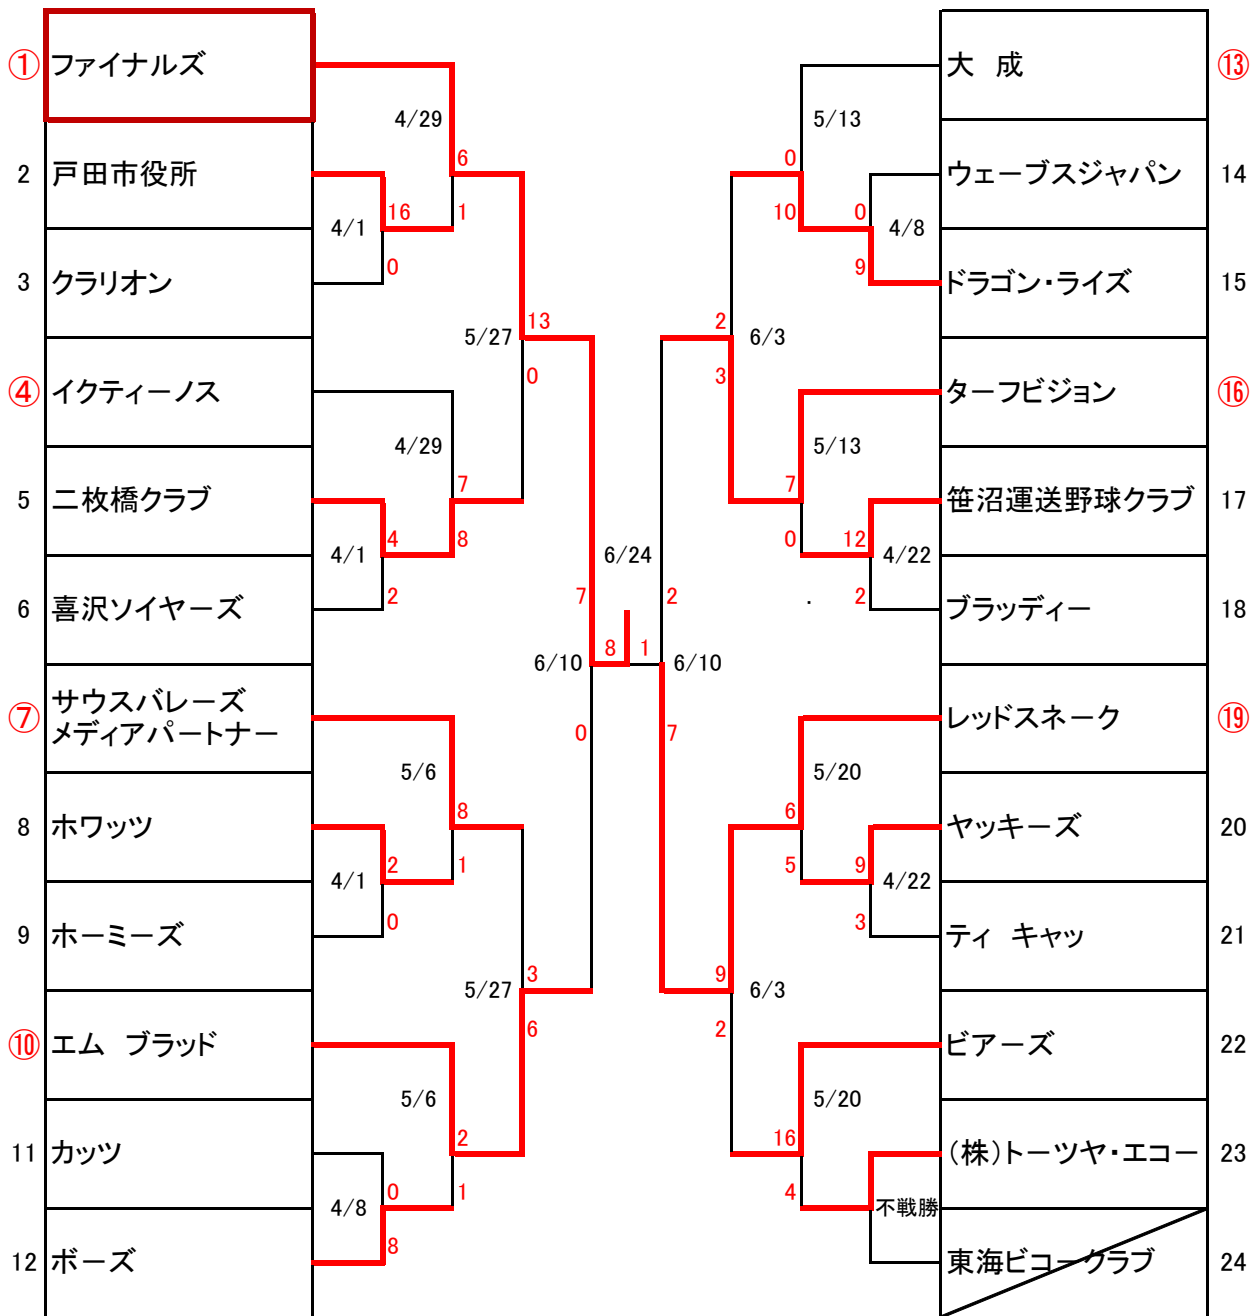 ① ファイナルズ
4/29
6
2 戸田市役所
16
1
4/1
0
3 クラリオン
13
5/27
0
④ イクティーノス
4/29
7
5 二枚橋クラブ
4
8
4/1
2
6 喜沢ソイヤーズ
7
6/10
0
⑦ サウスバレーズ
メディアパートナー
5/6
8
8 ホワッツ
2
1
4/1
0
9 ホーミーズ
3
5/27
6
⑩ エム ブラッド
5/6
2
11 カッツ
0
1
4/8
8
12 ボーズ
6/24
8 1
大 成 ⑬
5/13
0
ウェーブスジャパン 14
10
0
4/8
9
ドラゴン・ライズ 15
2
6/3
3
ターフビジョン ⑯
5/13
7
笹沼運送野球クラブ 17
0
12
4/22
2
ブラッディー 18
.
2
6/10
7
レッドスネーク ⑲
5/20
6
ヤッキーズ 20
5
9
4/22
3
ティ キャッ 21
9
6/3
2
ビアーズ 22
5/20
16
(株)トーツヤ・エコー 23
4
不戦勝
東海ビコークラブ 24